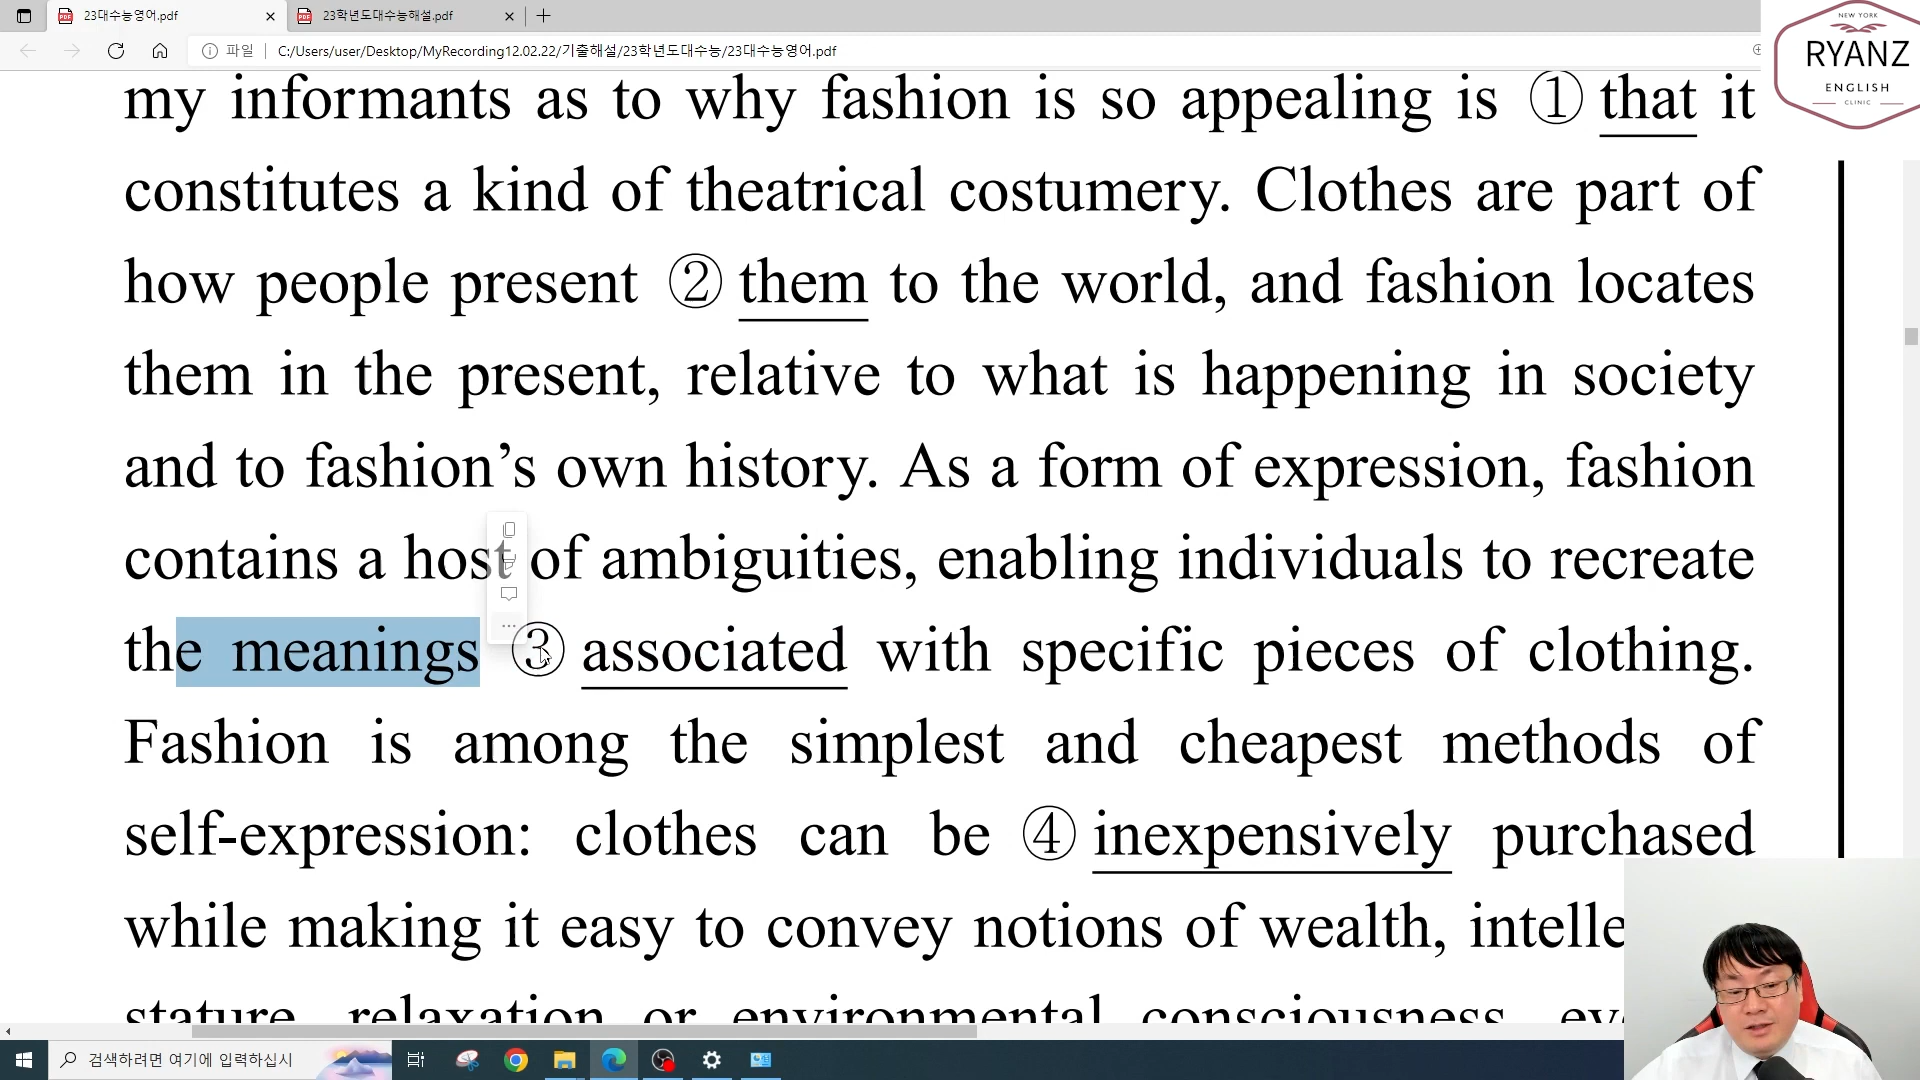 23대수능영어.pdf
23학년도대수능해설.pdf
파일
C:/Users/user/Desktop/MyRecording12.02.22/기출해설/23학년도대수능/23대수능영어.pdf
NEW YORK
RYANZ
ENGLISH
CLINIC
my informants as to why fashion is so appealing is ① that it
constitutes a kind of theatrical costumery. Clothes are part of
how people present ② them to the world, and fashion locates
them in the present, relative to what is happening in society
and to fashion’s own history. As a form of expression, fashion
contains a host of ambiguities, enabling individuals to recreate
the meanings ③ associated with specific pieces of clothing.
Fashion is among the simplest and cheapest methods of
self-expression: clothes can be ④ inexpensively purchased
while making it easy to convey notions of wealth,
stature, relaxation or environmental consciousness,
검색하려면 여기에 입력하십시